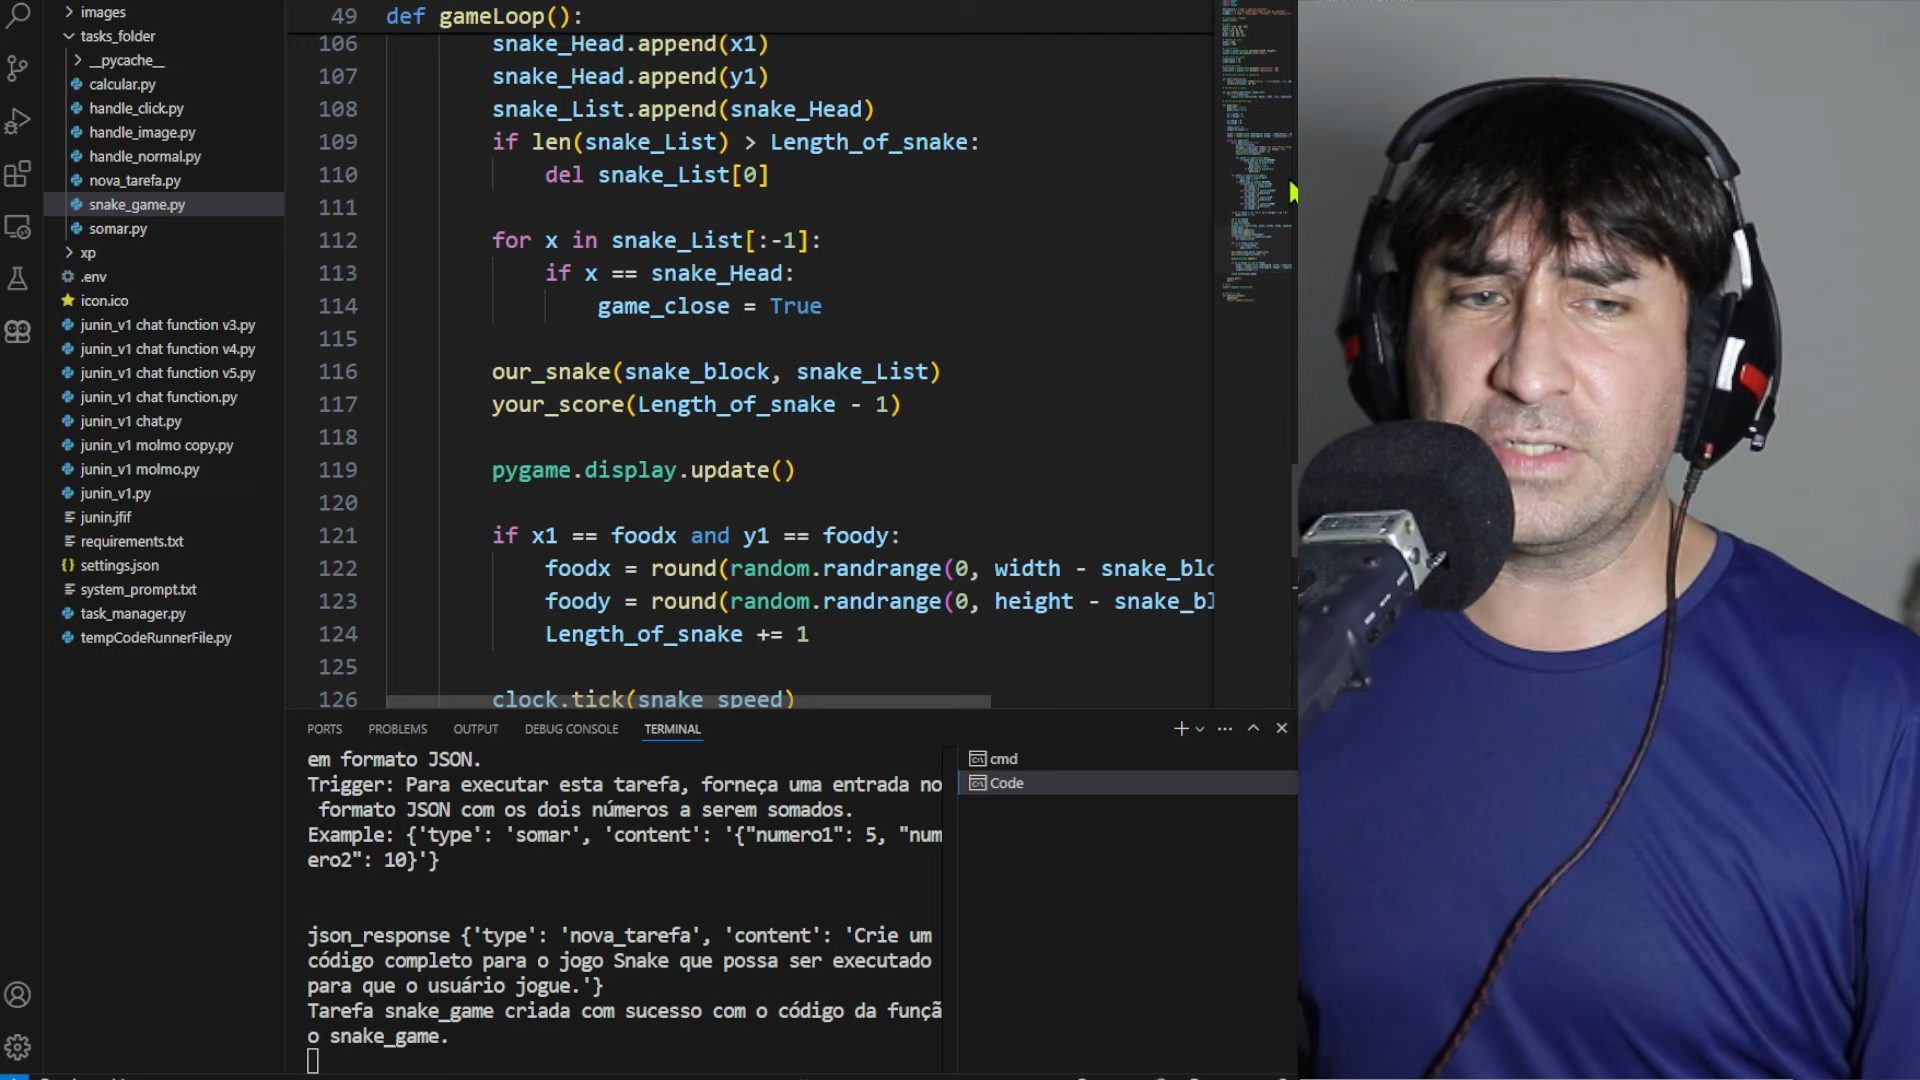 images
tasks_folder
__pycache__
calcular.py
handle_click.py
handle_image.py
handle_normal.py
nova_tarefa.py
snake_game.py
somar.py
xp
.env
icon.ico
junin_v1 chat function v3.py
junin_v1 chat function v4.py
junin_v1 chat function v5.py
junin_v1 chat function.py
junin_v1 chat.py
junin_v1 molmo copy.py
junin_v1 molmo.py
junin_v1.py
junin.jfif
requirements.txt
settings.json
system_prompt.txt
task_manager.py
tempCodeRunnerFile.py
49 def gameLoop():
106 snake_Head.append(x1)
107 snake_Head.append(y1)
108 snake_List.append(snake_Head)
109 if len(snake_List) > Length_of_snake:
110 del snake_List[0]
111
112 for x in snake_List[:-1]:
113 if x == snake_Head:
114 game_close = True
115
116 our_snake(snake_block, snake_List)
117 your_score(Length_of_snake - 1)
118
119 pygame.display.update()
120
121 if x1 == foodx and y1 == foody:
122 foodx = round(random.randrange(0, width - snake_blo
123 foody = round(random.randrange(0, height - snake_bl
124 Length_of_snake += 1
125
126 clock.tick(snake_speed)
PORTS PROBLEMS OUTPUT DEBUG CONSOLE TERMINAL
em formato JSON.
Trigger: Para executar esta tarefa, forneça uma entrada no
formato JSON com os dois números a serem somados.
Example: {'type': 'somar', 'content': '{"numero1": 5, "num
ero2": 10}'}
json_response {'type': 'nova_tarefa', 'content': 'Crie um
código completo para o jogo Snake que possa ser executado
para que o usuário jogue.'}
Tarefa snake_game criada com sucesso com o código da funçã
o snake_game.
cmd
Code